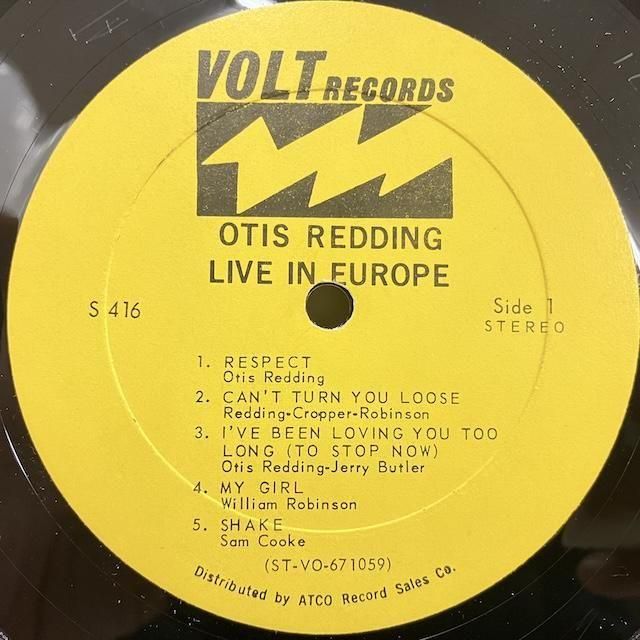 VOLT RECORDS
OTIS REDDING
LIVE IN EUROPE
S 416
Side 1
STEREO
1. RESPECT
Otis Redding
2. CAN'T TURN YOU LOOSE
Redding-Cropper-Robinson
3. I'VE BEEN LOVING YOU TOO
LONG (TO STOP NOW)
Otis Redding-Jerry Butler
4. MY GIRL
William Robinson
5. SHAKE
Sam Cooke
(ST-VO-671059)
Distributed by ATCO Record Sales Co.